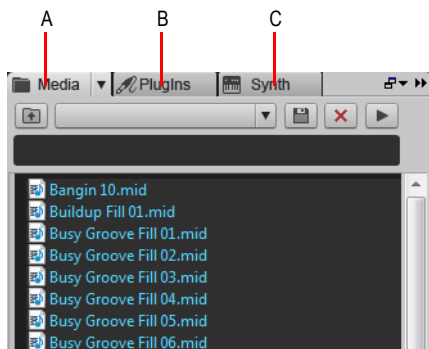 A B C
Media PlugIns Synth
Bangin 10.mid
Buildup Fill 01.mid
Busy Groove Fill 01.mid
Busy Groove Fill 02.mid
Busy Groove Fill 03.mid
Busy Groove Fill 04.mid
Busy Groove Fill 05.mid
Busy Groove Fill 06.mid